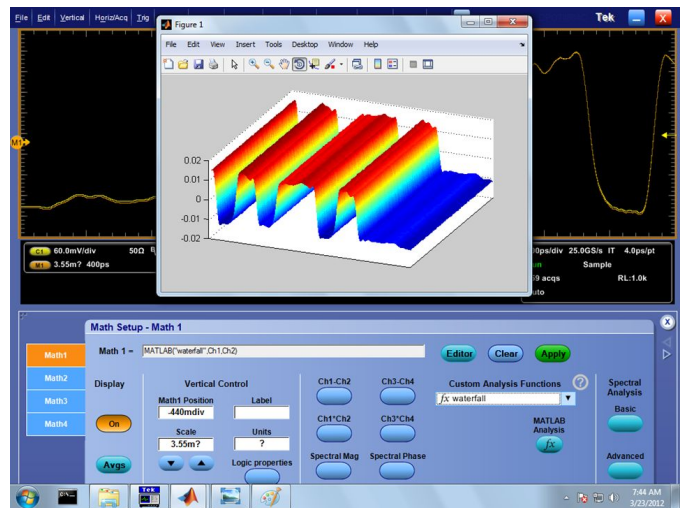 File Edit Vertical Horiz/Acq Trig
Tek
Figure 1
File Edit View Insert Tools Desktop Window Help
0.02
0.01
0
-0.01
-0.02
M1
C1 60.0mV/div 50Ω
M1 3.55m? 400ps
0ps/div 25.0GS/s IT 4.0ps/pt
Sample
acqs RL:1.0k
uto
Math Setup - Math 1
Math1
Math2
Math3
Math4
Math 1 = MATLAB("waterfall",Ch1,Ch2)
Editor Clear Apply
Display
On
Avgs
Vertical Control
Math1 Position
-440mdiv
Label
Scale
3.55m?
Units
?
Logic properties
Ch1-Ch2 Ch3-Ch4
Ch1*Ch2 Ch3*Ch4
Spectral Mag Spectral Phase
Custom Analysis Functions ?
fx waterfall
MATLAB
Analysis
fx
Spectral
Analysis
Basic
Advanced
C:\
TEK
7:44 AM
3/23/2012